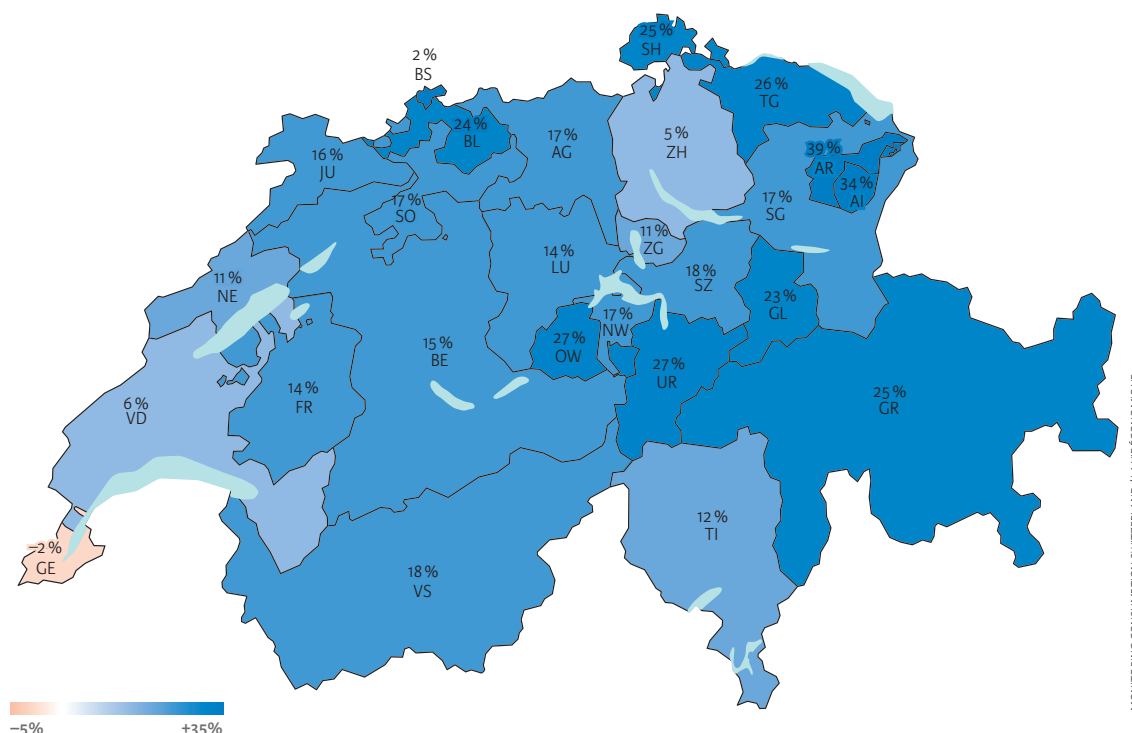 25 %
SH
2 %
BS
26 %
TG
24 %
BL
17 %
AG
5 %
ZH
39 %
AR
16 %
JU
34 %
AI
17 %
SO
17 %
SG
11 %
ZG
14 %
LU
18 %
SZ
11 %
NE
23 %
GL
17 %
NW
27 %
OW
15 %
BE
27 %
UR
14 %
FR
25 %
GR
6 %
VD
12 %
TI
–2 %
GE
18 %
VS
–5%
+35%